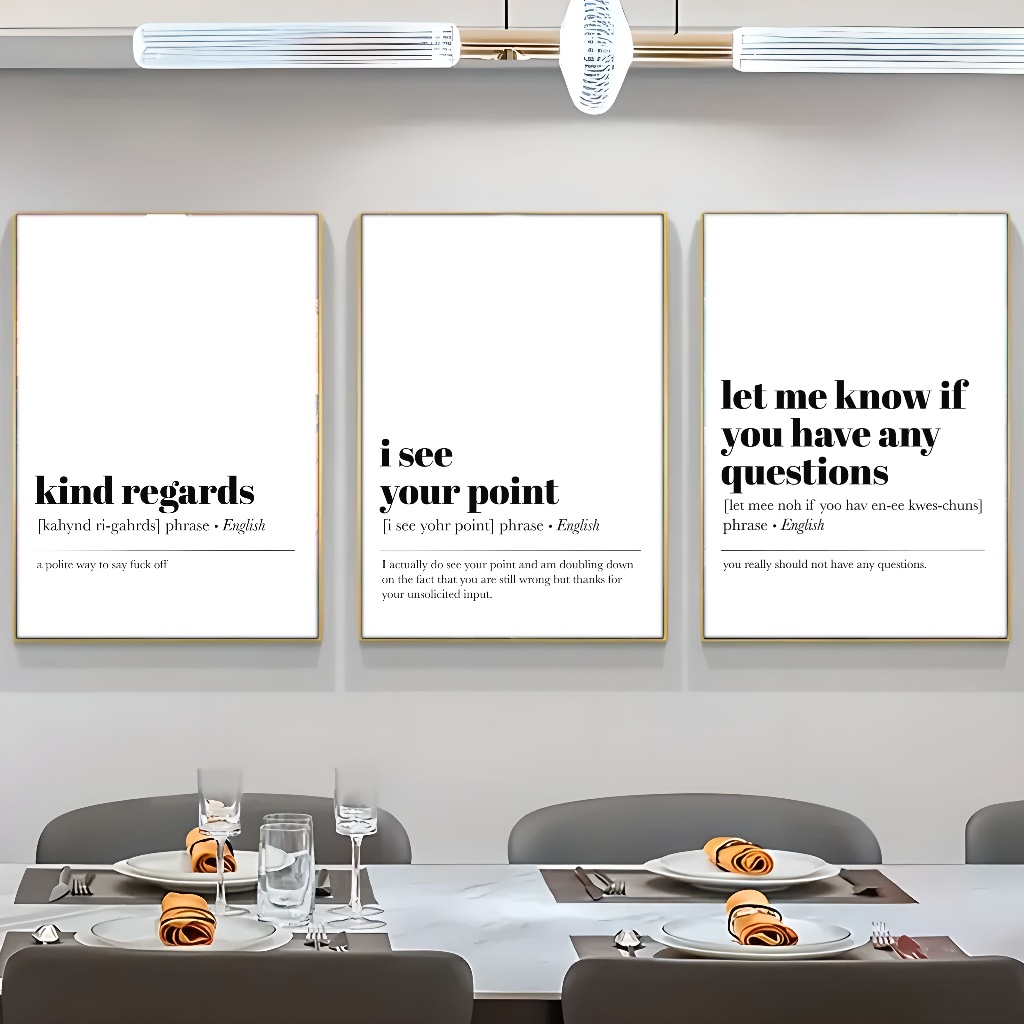 kind regards
[kahynd ri-gahrds] phrase • English
a polite way to say fuck off
i see
your point
[i see yohr point] phrase • English
I actually do see your point and am doubling down
on the fact that you are still wrong but thanks for
your unsolicited input.
let me know if
you have any
questions
[let mee noh if yoo hav en-ee kwes-chuns]
phrase • English
you really should not have any questions.